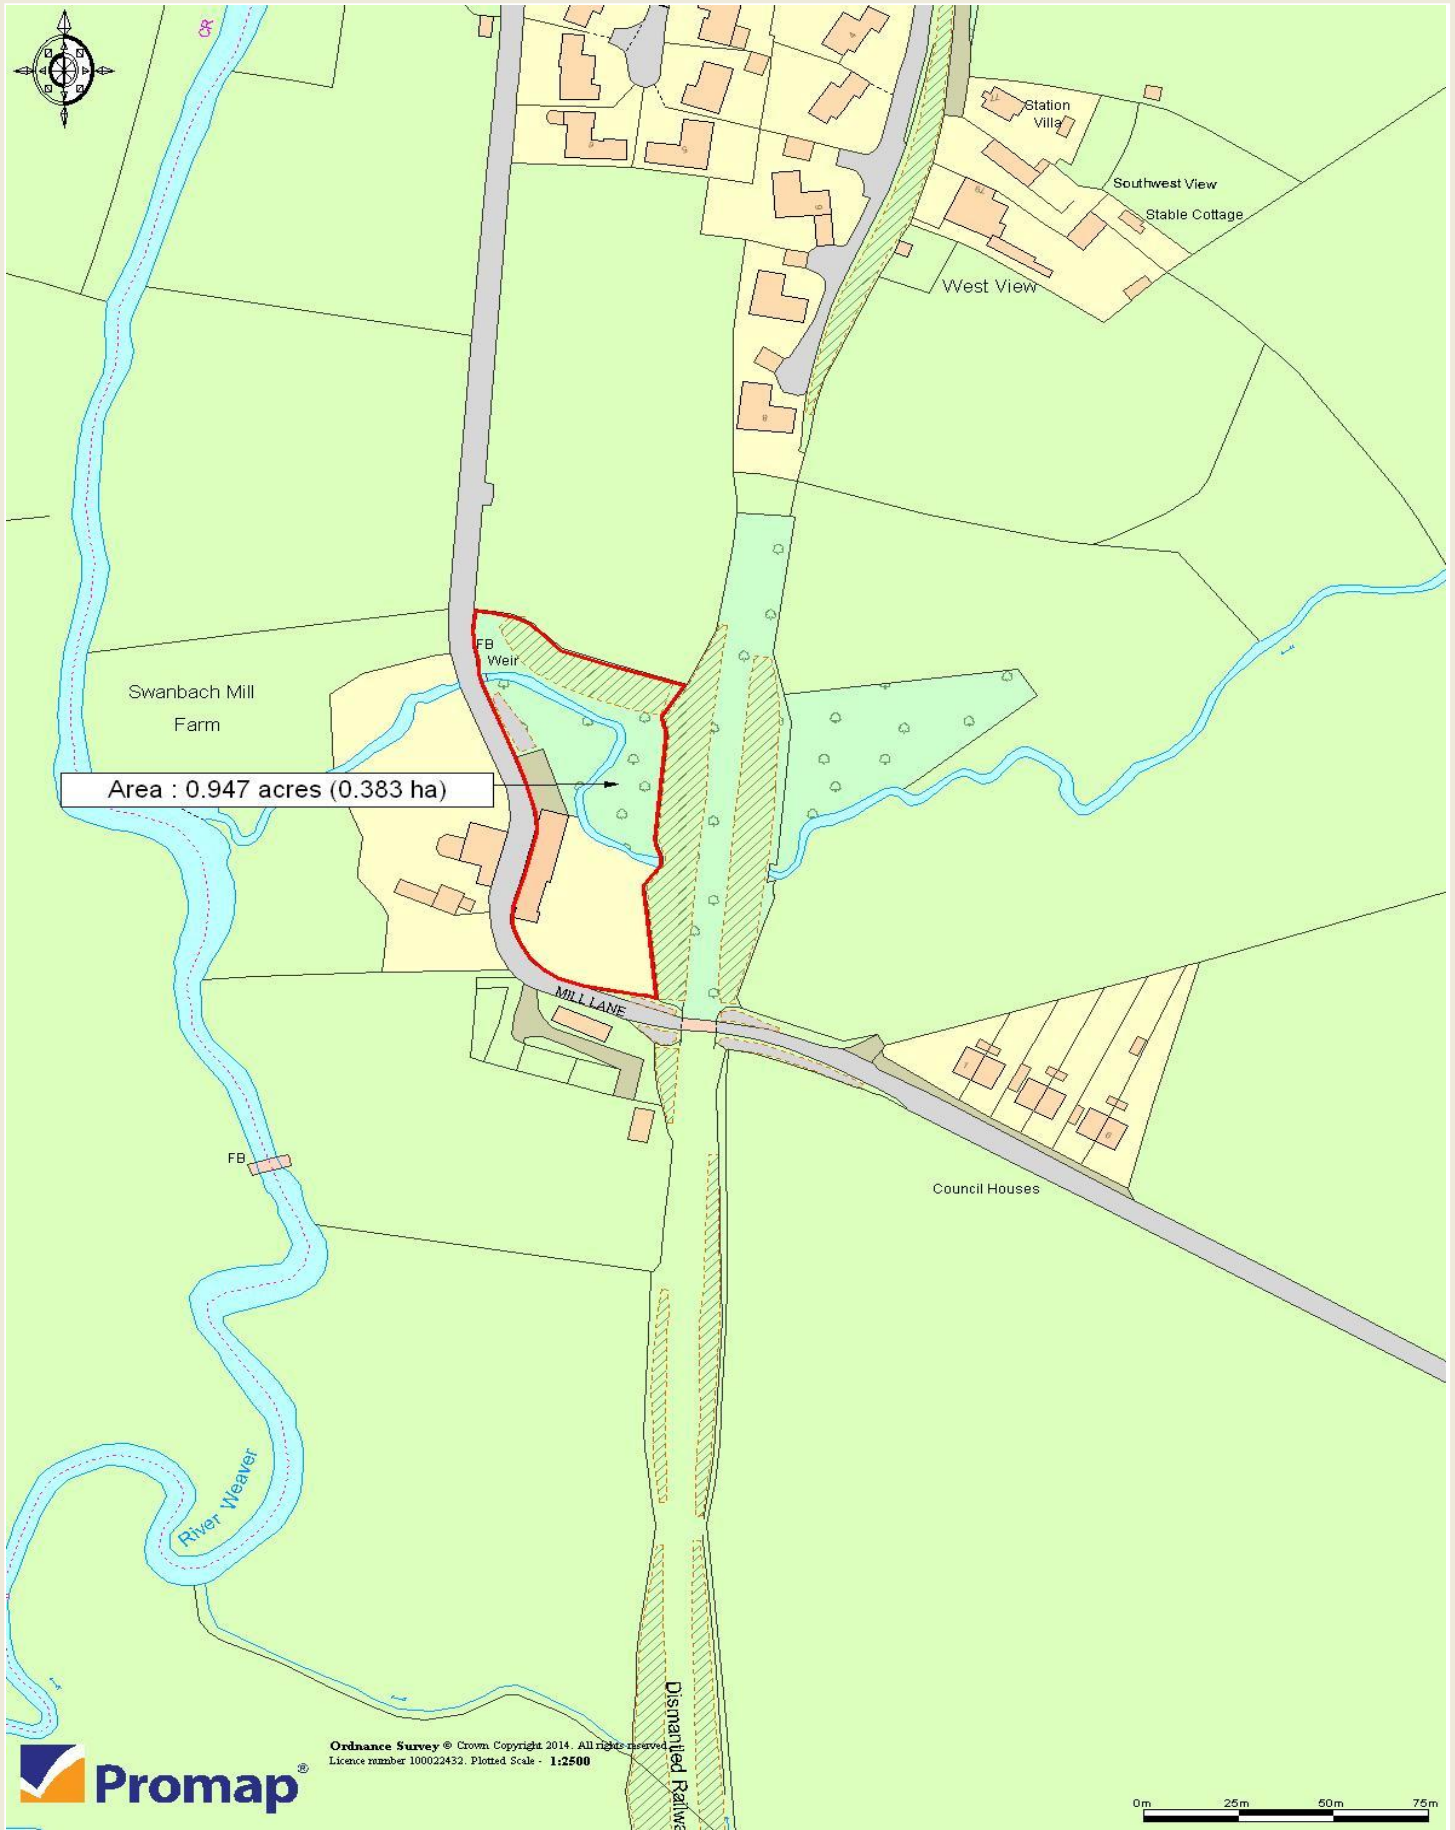 CR
Station
Villa
Southwest View
Stable Cottage
West View
FB
Weir
Swanbach Mill
Farm
Area : 0.947 acres (0.383 ha)
MILL LANE
FB
Council Houses
River Weaver
Dismantled Railwa
Ordnance Survey © Crown Copyright 2014. All rights reserved.
Licence number 100022432. Plotted Scale - 1:2500
Promap®
0m 25m 50m 75m